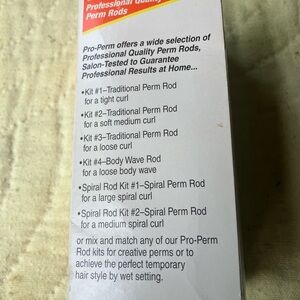 Professional Quality
Perm Rods
Pro-Perm offers a wide selection of
Professional Quality Perm Rods,
Salon-Tested to Guarantee
Professional Results at Home...
•Kit #1–Traditional Perm Rod
for a tight curl
•Kit #2–Traditional Perm Rod
for a soft medium curl
•Kit #3–Traditional Perm Rod
for a loose curl
•Kit #4–Body Wave Rod
for a loose body wave
•Spiral Rod Kit #1–Spiral Perm Rod
for a large spiral curl
•Spiral Rod Kit #2–Spiral Perm Rod
for a medium spiral curl
or mix and match any of our Pro-Perm
Rod kits for creative perms or to
achieve the perfect temporary
hair style by wet setting.